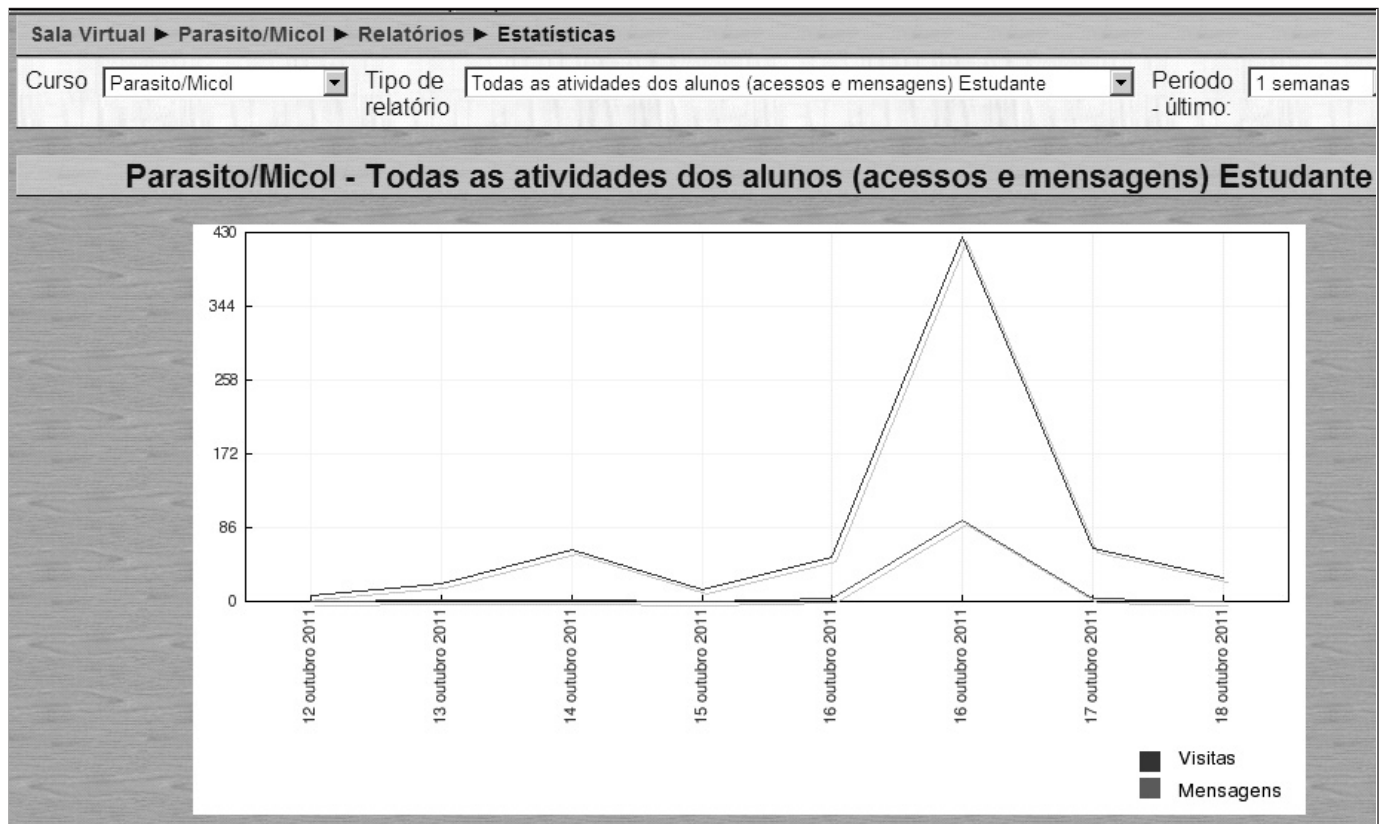 Sala Virtual ► Parasito/Micol ► Relatórios ► Estatísticas
Curso Parasito/Micol Tipo de relatório Todas as atividades dos alunos (acessos e mensagens) Estudante Período - último: 1 semanas
Parasito/Micol - Todas as atividades dos alunos (acessos e mensagens) Estudante
430
344
258
172
86
0
12 outubro 2011
13 outubro 2011
14 outubro 2011
15 outubro 2011
16 outubro 2011
16 outubro 2011
17 outubro 2011
18 outubro 2011
Visitas
Mensagens